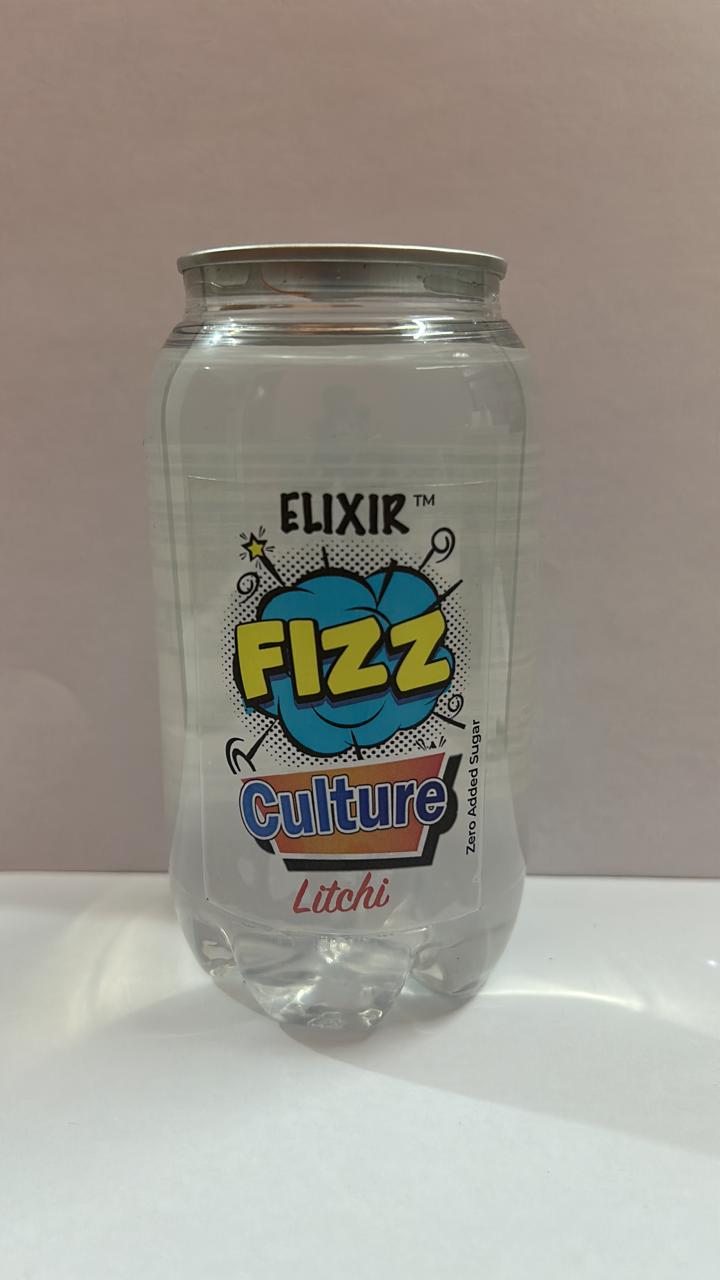 ELIXIR™
FIZZ
Culture
Litchi
Zero Added Sugar